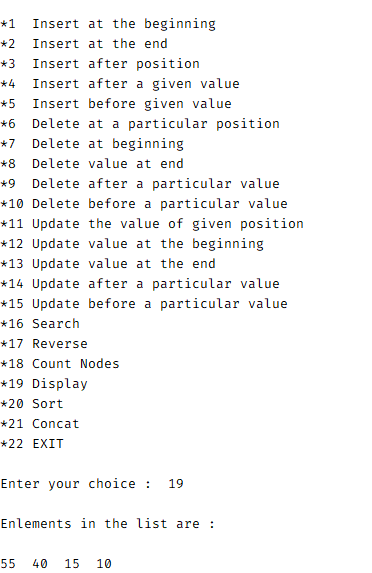 *1  Insert at the beginning
*2  Insert at the end
*3  Insert after position
*4  Insert after a given value
*5  Insert before given value
*6  Delete at a particular position
*7  Delete at beginning
*8  Delete value at end
*9  Delete after a particular value
*10 Delete before a particular value
*11 Update the value of given position
*12 Update value at the beginning
*13 Update value at the end
*14 Update after a particular value
*15 Update before a particular value
*16 Search
*17 Reverse
*18 Count Nodes
*19 Display
*20 Sort
*21 Concat
*22 EXIT
Enter your choice :  19
Enlements in the list are :
55  40  15  10